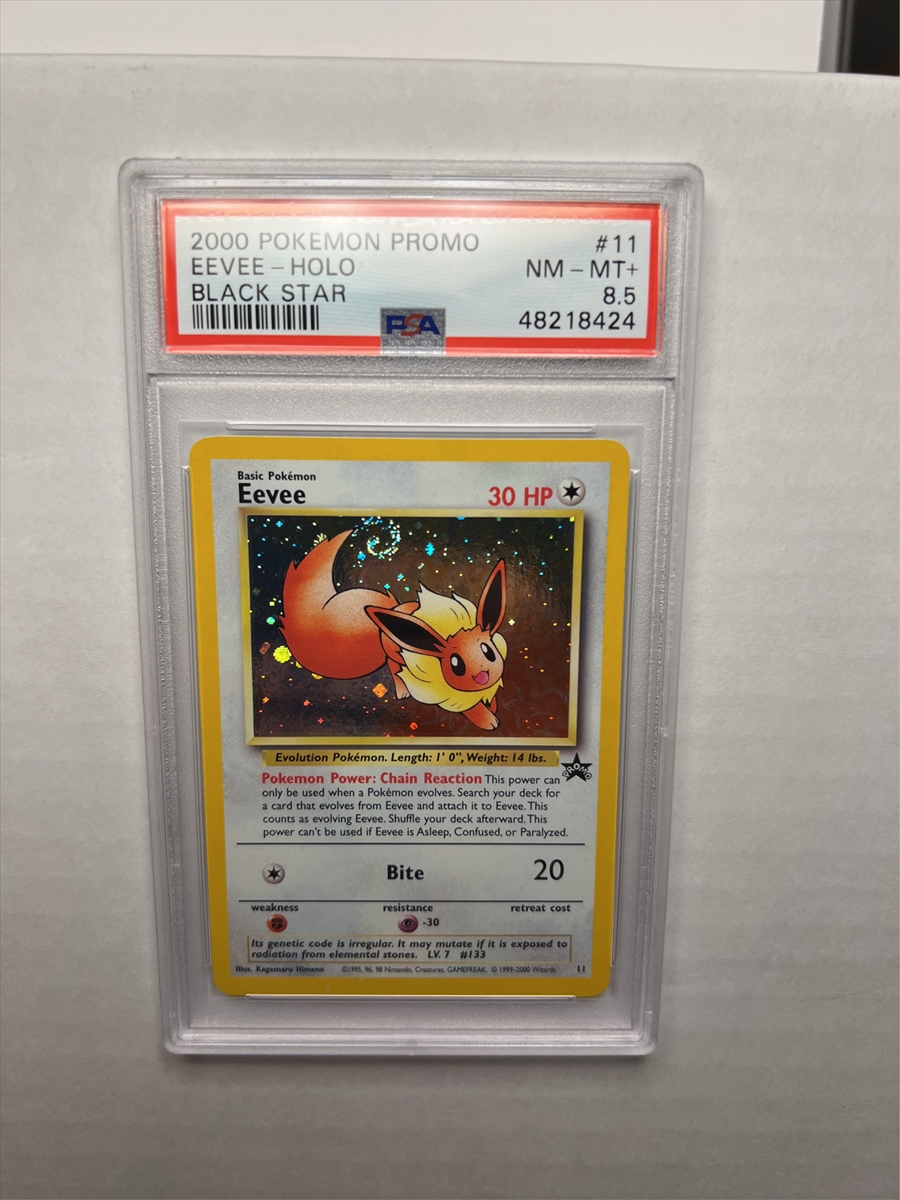 2000 POKEMON PROMO #11
EEVEE - HOLO NM - MT+
BLACK STAR 8.5
48218424
PSA
Basic Pokémon
Eevee 30 HP
Evolution Pokémon. Length: 1' 0", Weight: 14 lbs.
PROMO
Pokemon Power: Chain Reaction This power can
only be used when a Pokémon evolves. Search your deck for
a card that evolves from Eevee and attach it to Eevee. This
counts as evolving Eevee. Shuffle your deck afterward. This
power can't be used if Eevee is Asleep, Confused, or Paralyzed.
Bite 20
weakness resistance retreat cost
-30
Its genetic code is irregular. It may mutate if it is exposed to
radiation from elemental stones. LV. 7 #133
Illus. Kagemaru Himeno ©1995, 96, 98 Nintendo, Creatures, GAMEFREAK. © 1999-2000 Wizards. 11